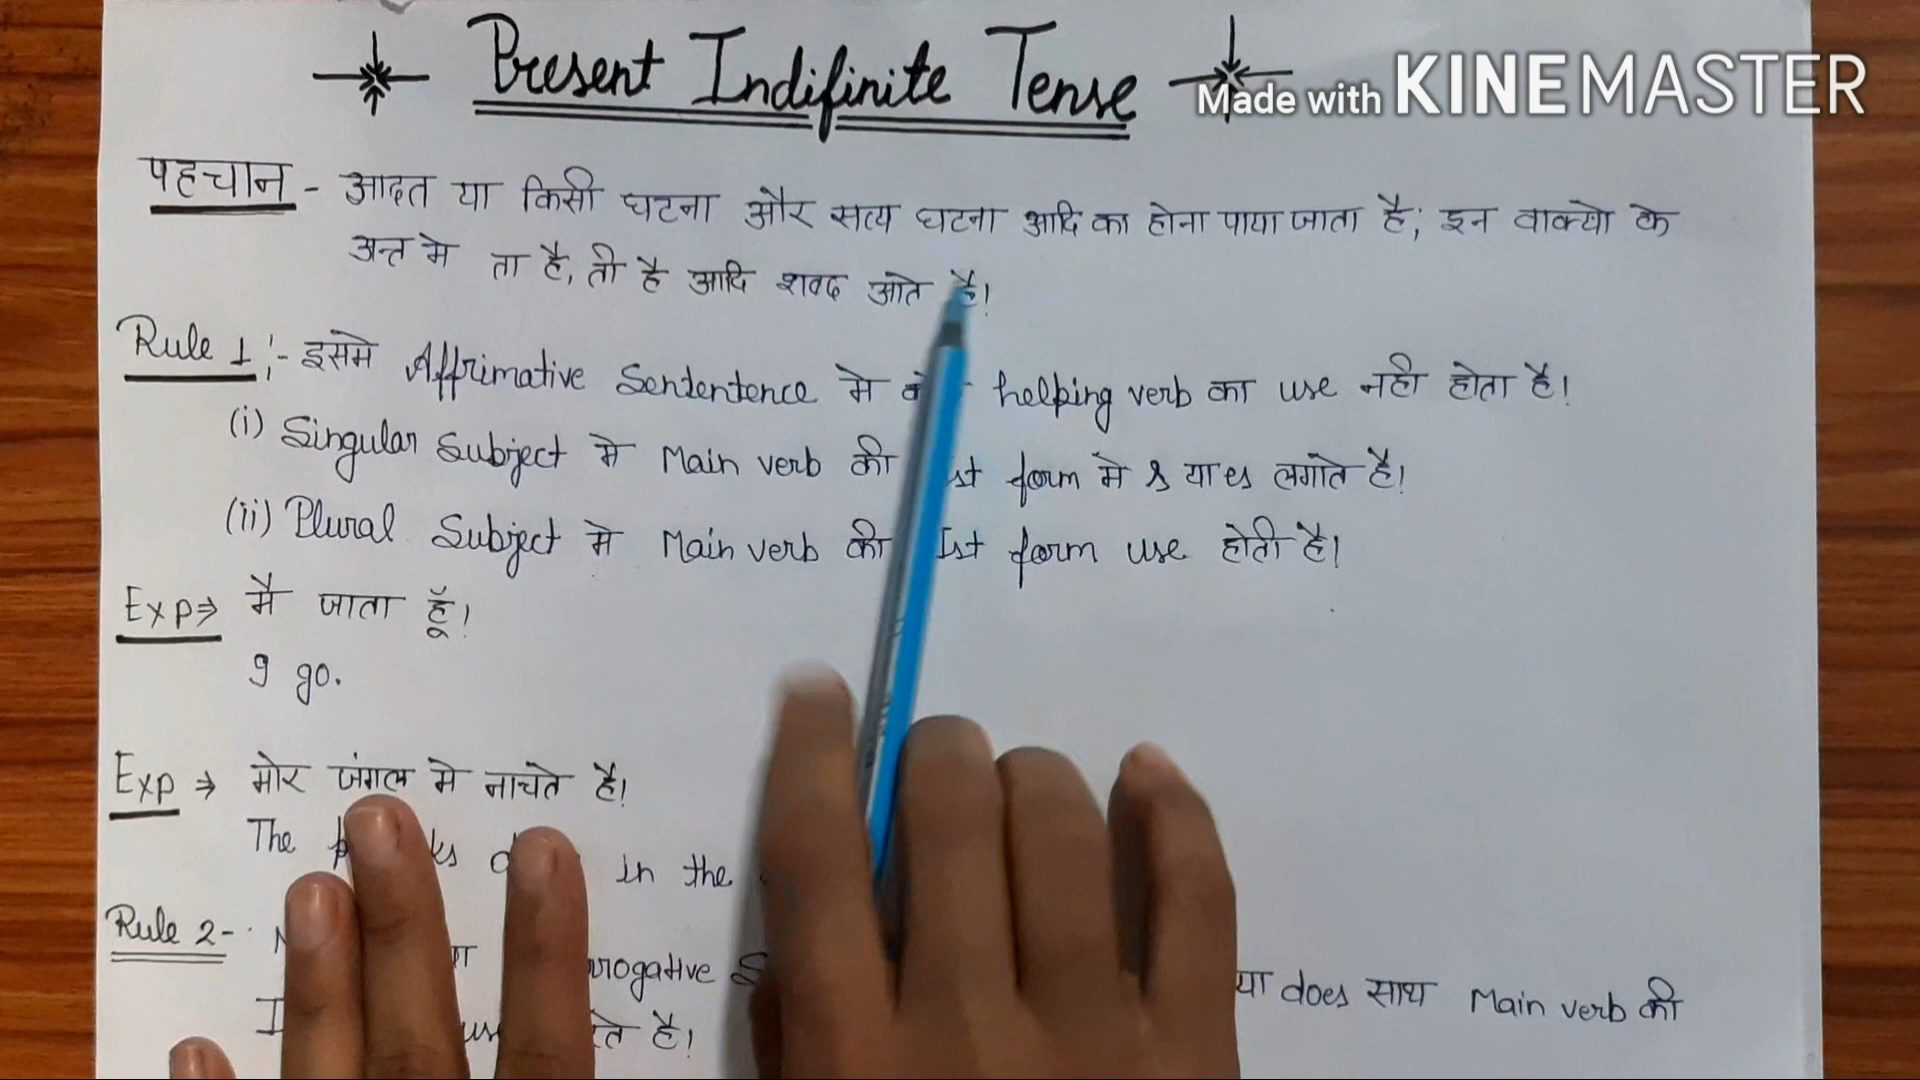 Present Indifinite Tense
Made with KINEMASTER
पहचान - आदत या किसी घटना और सत्य घटना आदि का होना पाया जाता है; इन वाक्यो के
अन्त मे ता है, ती है आदि शब्द आते है।
Rule 1;- इसमे Affrimative Sendentence मे helping verb का use नही होता है।
(i) Singular Subject मे Main verb की Ist form मे s या es लगाते है।
(ii) Plural Subject मे Main verb की Ist form use होती है।
Exp⇒ मै जाता हूँ।
I go.
Exp ⇒ मोर जंगल मे नाचते है।
The in the
Rule 2-
या does साथ Main verb की
है।